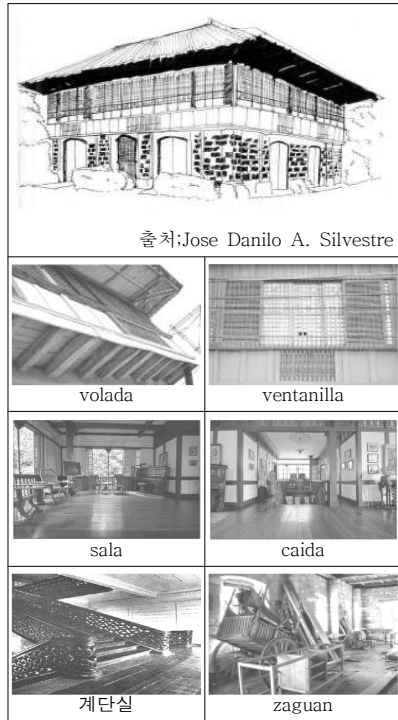 출처;Jose Danilo A. Silvestre
volada
ventanilla
sala
caida
계단실
zaguan